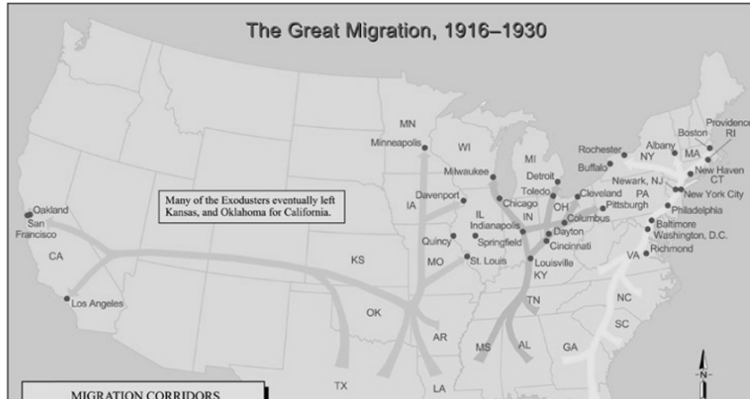 The Great Migration, 1916–1930
MN
Minneapolis
WI
MI
Milwaukee
Detroit
Toledo
Rochester
Buffalo
Albany
NY
Boston
MA
Providence
RI
New Haven
CT
Newark, NJ
PA
New York City
Cleveland
Pittsburgh
OH
Philadelphia
Columbus
Baltimore
Washington, D.C.
Many of the Exodusters eventually left
Kansas, and Oklahoma for California.
Davenport
Chicago
IA
IL
IN
Indianapolis
Dayton
Cincinnati
Oakland
San
Francisco
Quincy
Springfield
Richmond
VA
CA
KS
MO
St. Louis
Louisville
KY
Los Angeles
OK
TN
NC
AR
SC
MS
AL
GA
TX
LA
N
MIGRATION CORRIDORS